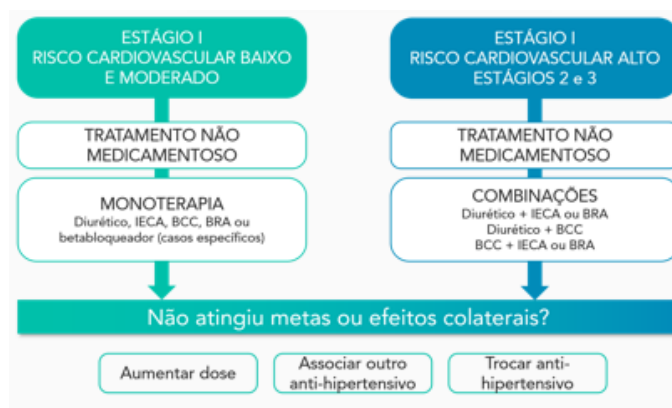 ESTÁGIO I
RISCO CARDIOVASCULAR BAIXO
E MODERADO
TRATAMENTO NÃO
MEDICAMENTOSO
MONOTERAPIA
Diurético, IECA, BCC, BRA ou
betabloqueador (casos específicos)
ESTÁGIO I
RISCO CARDIOVASCULAR ALTO
ESTÁGIOS 2 e 3
TRATAMENTO NÃO
MEDICAMENTOSO
COMBINAÇÕES
Diurético + IECA ou BRA
Diurético + BCC
BCC + IECA ou BRA
Não atingiu metas ou efeitos colaterais?
Aumentar dose
Associar outro
anti-hipertensivo
Trocar anti-
hipertensivo